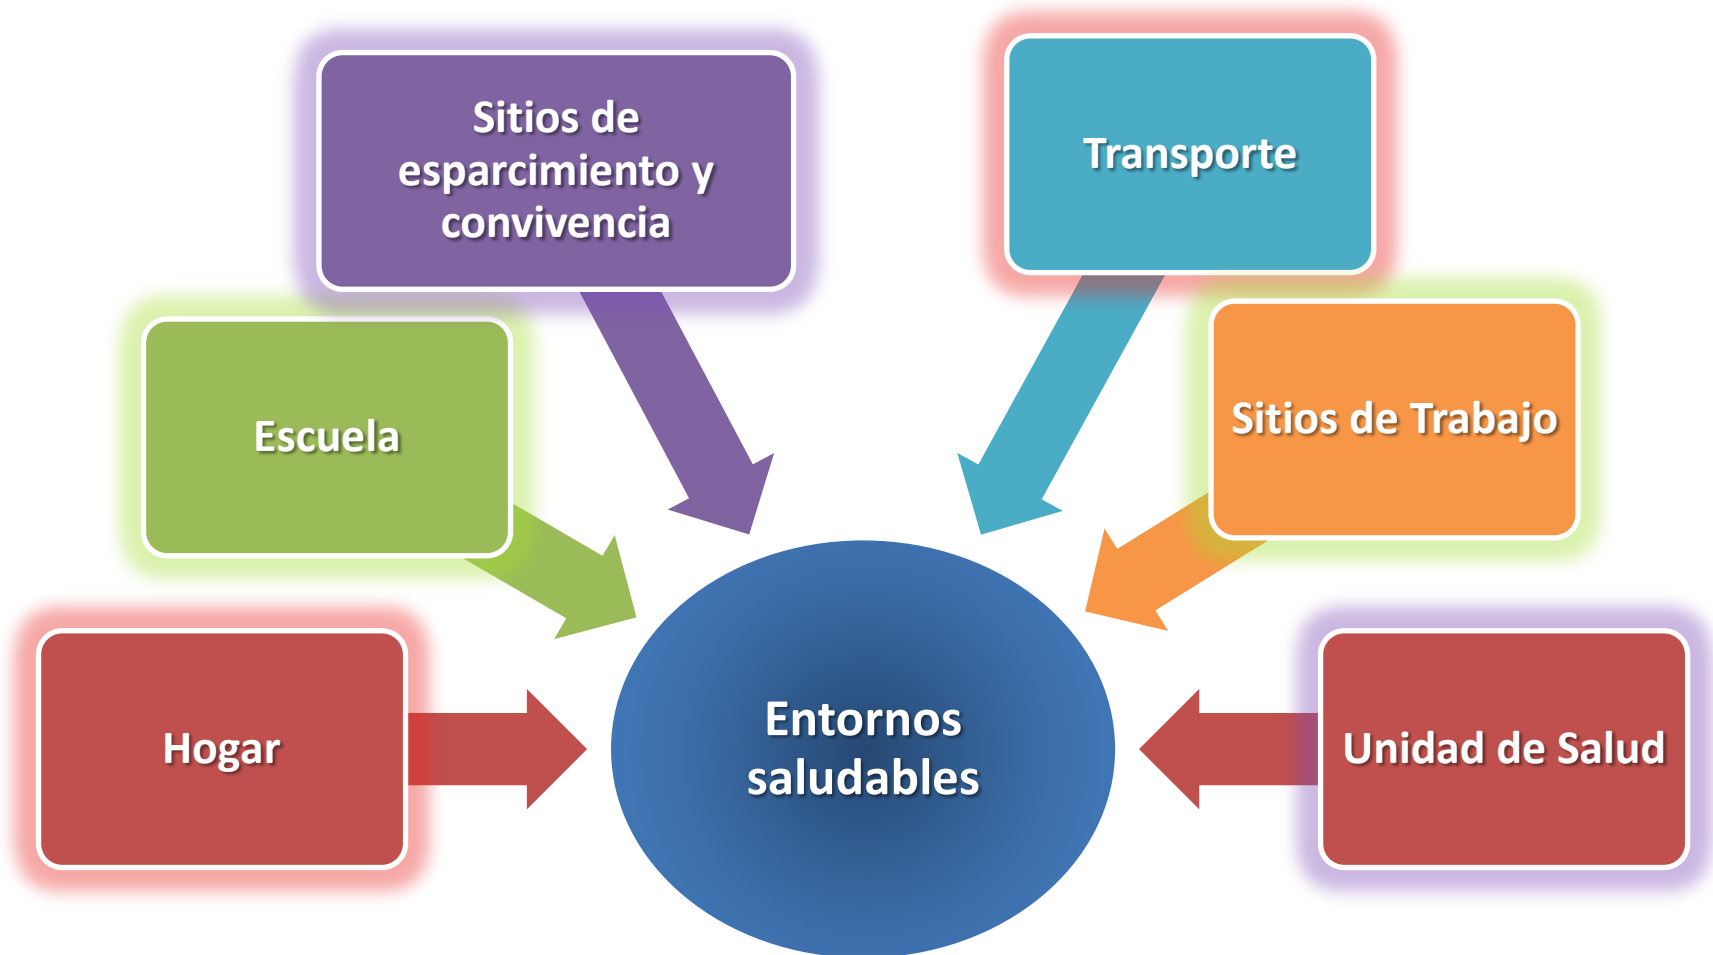 Sitios de
esparcimiento y
convivencia
Transporte
Escuela
Sitios de Trabajo
Hogar
Entornos
saludables
Unidad de Salud